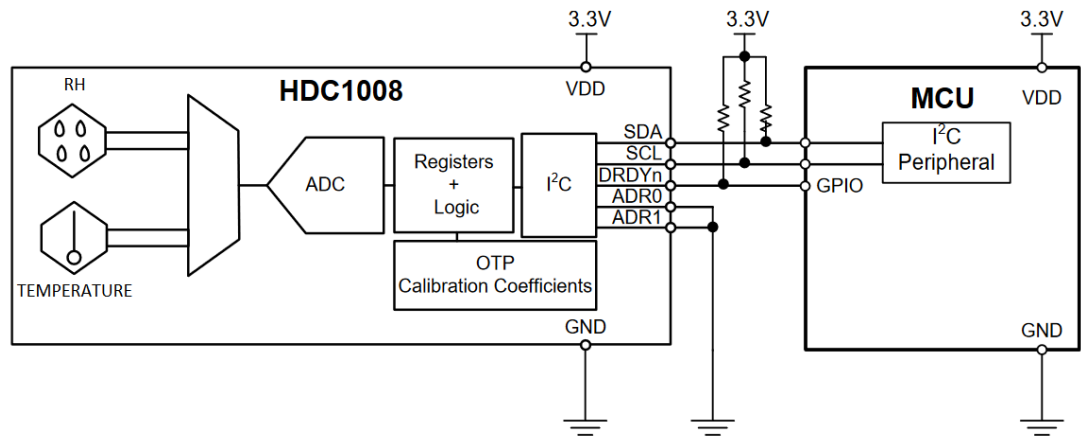 3.3V
3.3V
3.3V
RH
HDC1008
VDD
MCU
VDD
SDA
SCL
DRDYn
ADR0
ADR1
I²C
Peripheral
GPIO
ADC
Registers
+
Logic
I²C
TEMPERATURE
OTP
Calibration Coefficients
GND
GND